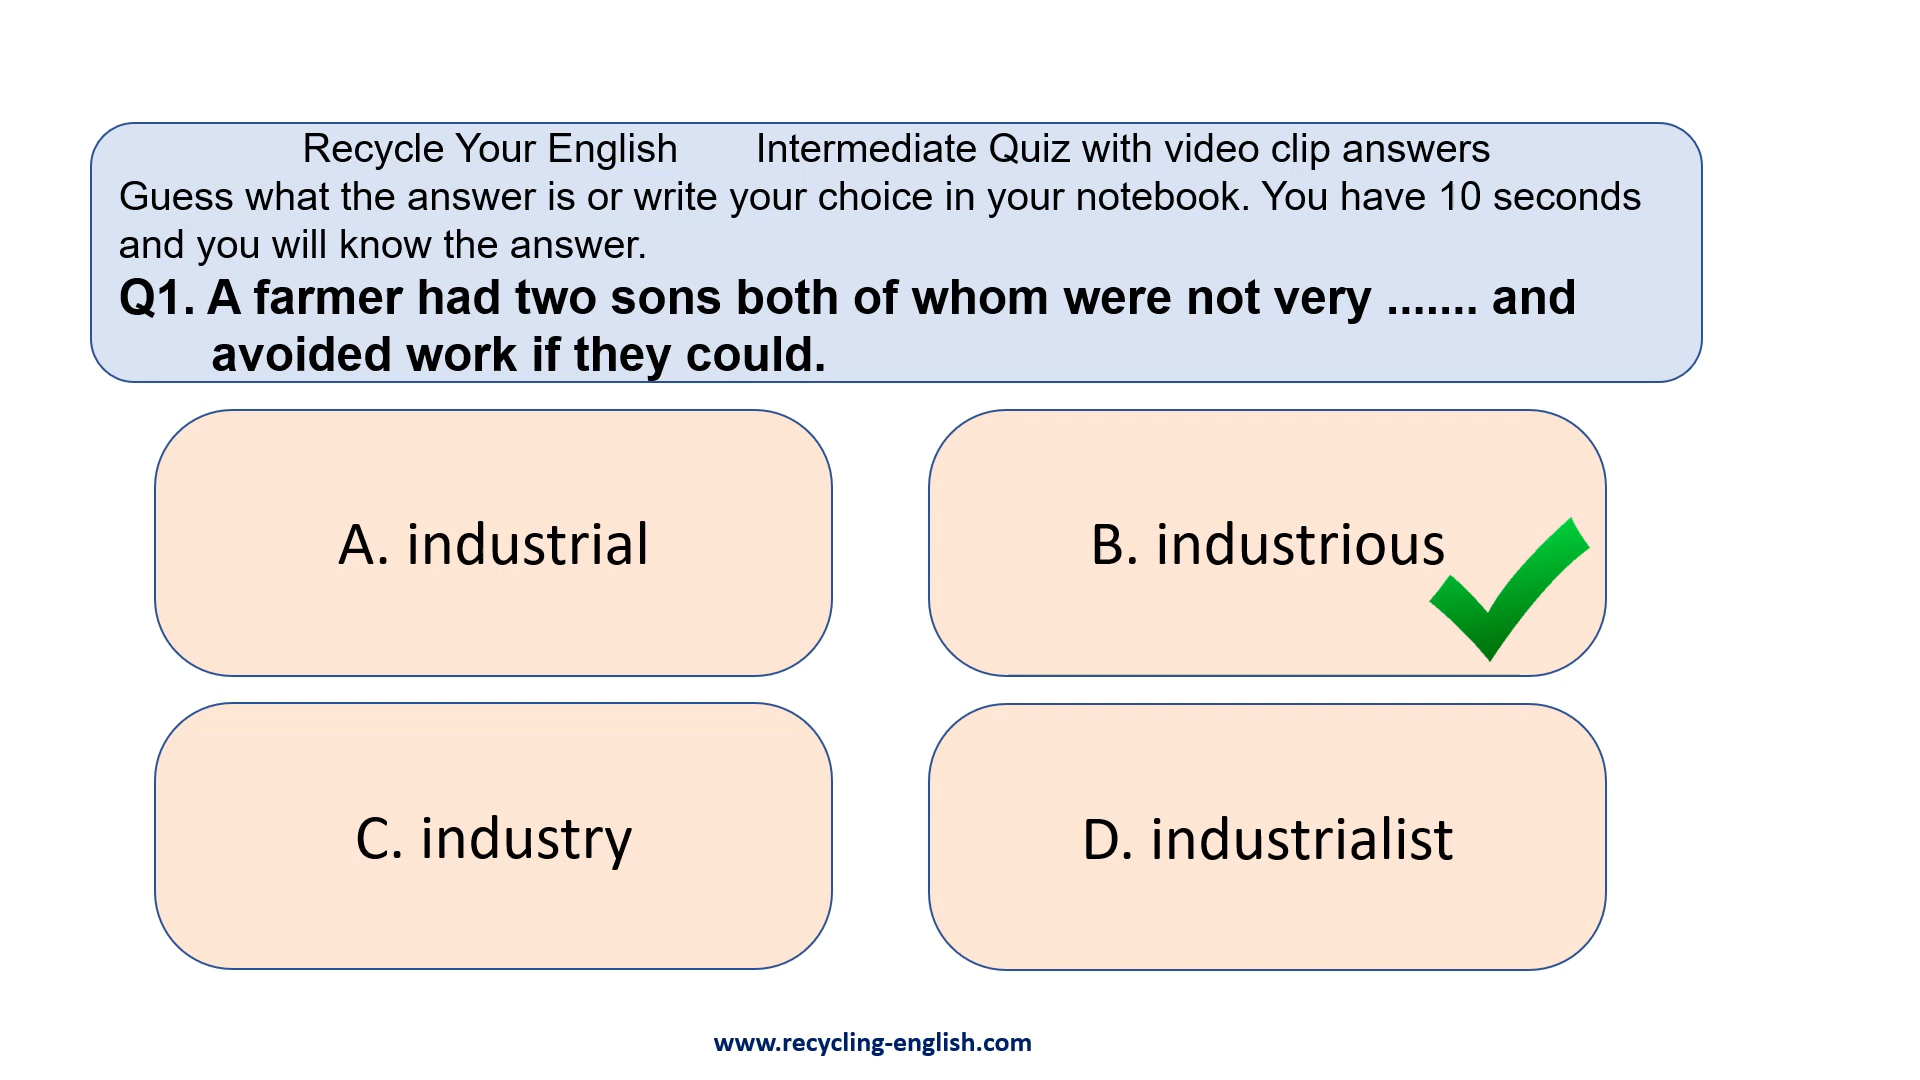 Recycle Your English Intermediate Quiz with video clip answers
Guess what the answer is or write your choice in your notebook. You have 10 seconds
and you will know the answer.
Q1. A farmer had two sons both of whom were not very ....... and
avoided work if they could.
A. industrial
B. industrious
C. industry
D. industrialist
www.recycling-english.com